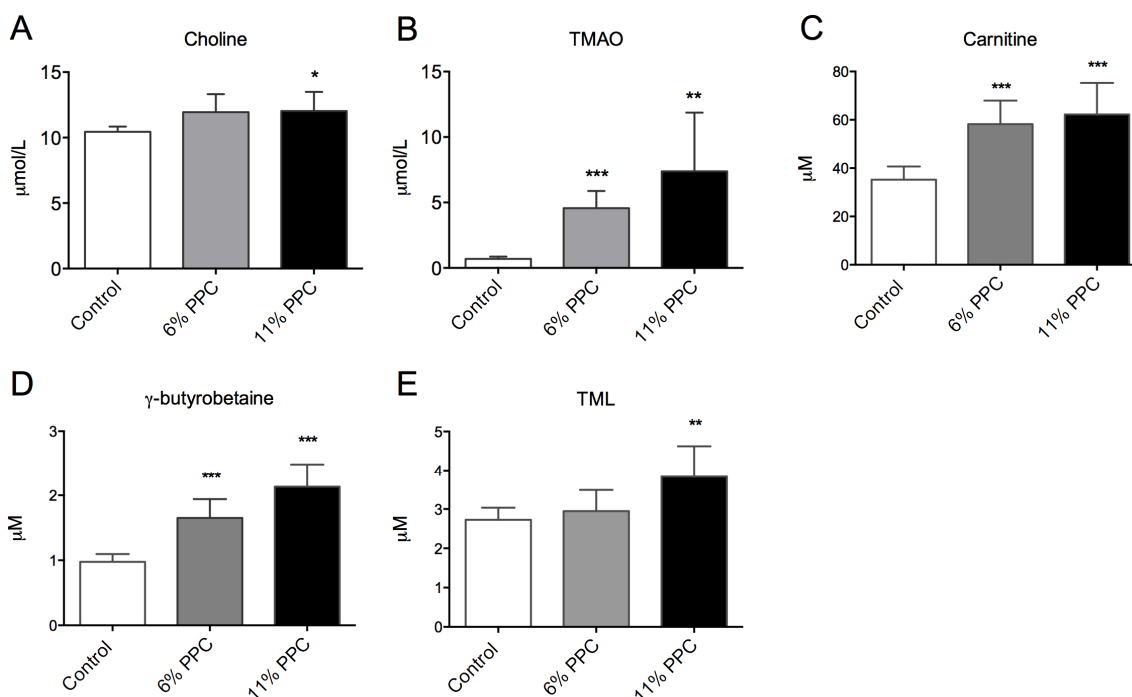 A
Choline
15
10
5
0
µmol/L
*
Control
6% PPC
11% PPC
B
TMAO
15
10
5
0
µmol/L
***
**
Control
6% PPC
11% PPC
C
Carnitine
80
60
40
20
0
µM
***
***
Control
6% PPC
11% PPC
D
γ-butyrobetaine
3
2
1
0
µM
***
***
Control
6% PPC
11% PPC
E
TML
5
4
3
2
1
0
µM
**
Control
6% PPC
11% PPC